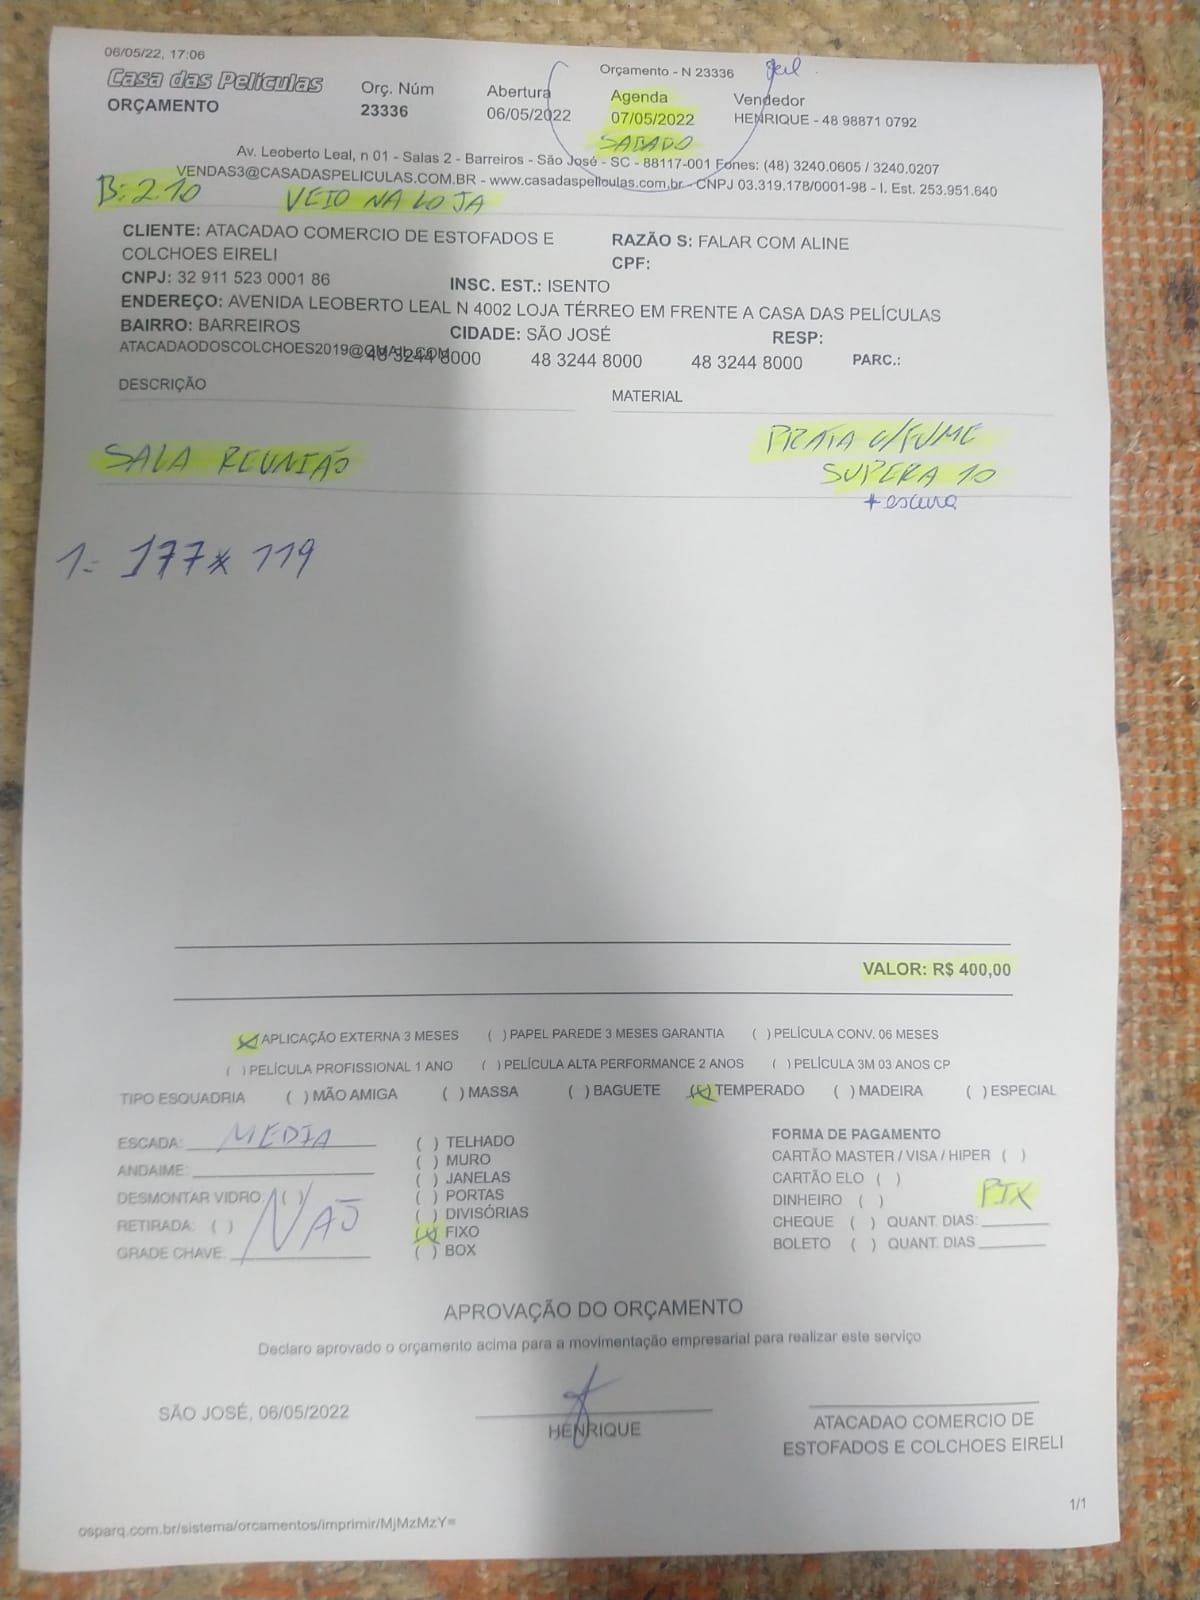 06/05/22, 17:06
Orçamento - N 23336
Casa das Películas
ORÇAMENTO
Orç. Núm
23336
Abertura
06/05/2022
Agenda
07/05/2022
SABADO
Vendedor
HENRIQUE - 48 98871 0792
Av. Leoberto Leal, n 01 - Salas 2 - Barreiros - São José - SC - 88117-001 Fones: (48) 3240.0605 / 3240.0207
VENDAS3@CASADASPELICULAS.COM.BR - www.casadaspeliculas.com.br - CNPJ 03.319.178/0001-98 - I. Est. 253.951.640
B: 2.10 VEIO NA LOJA
CLIENTE: ATACADAO COMERCIO DE ESTOFADOS E
COLCHOES EIRELI
RAZÃO S: FALAR COM ALINE
CPF:
CNPJ: 32 911 523 0001 86
INSC. EST.: ISENTO
ENDEREÇO: AVENIDA LEOBERTO LEAL N 4002 LOJA TÉRREO EM FRENTE A CASA DAS PELÍCULAS
BAIRRO: BARREIROS
CIDADE: SÃO JOSÉ
RESP:
ATACADAODOSCOLCHOES2019@GMAIL.COM
48 3244 8000
48 3244 8000
48 3244 8000
PARC.:
DESCRIÇÃO
MATERIAL
SALA REUNIÃO
PRATA C/FUME
SUPERA 10
+ escura
1= 177 x 119
VALOR: R$ 400,00
(X) APLICAÇÃO EXTERNA 3 MESES ( ) PAPEL PAREDE 3 MESES GARANTIA ( ) PELÍCULA CONV. 06 MESES
( ) PELÍCULA PROFISSIONAL 1 ANO ( ) PELÍCULA ALTA PERFORMANCE 2 ANOS ( ) PELÍCULA 3M 03 ANOS CP
TIPO ESQUADRIA ( ) MÃO AMIGA ( ) MASSA ( ) BAGUETE (X) TEMPERADO ( ) MADEIRA ( ) ESPECIAL
ESCADA: MEDIA
ANDAIME:
DESMONTAR VIDRO: ( )
RETIRADA: ( )
GRADE CHAVE:
NAO
( ) TELHADO
( ) MURO
( ) JANELAS
( ) PORTAS
( ) DIVISÓRIAS
(X) FIXO
( ) BOX
FORMA DE PAGAMENTO
CARTÃO MASTER / VISA / HIPER ( )
CARTÃO ELO ( )
DINHEIRO ( )
PIX
CHEQUE ( ) QUANT. DIAS:
BOLETO ( ) QUANT. DIAS
APROVAÇÃO DO ORÇAMENTO
Declaro aprovado o orçamento acima para a movimentação empresarial para realizar este serviço
SÃO JOSÉ, 06/05/2022
HENRIQUE
ATACADAO COMERCIO DE
ESTOFADOS E COLCHOES EIRELI
1/1
osparq.com.br/sistema/orcamentos/imprimir/MjMzMzY=